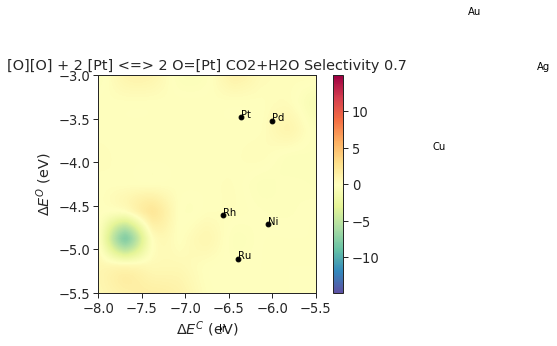 Au
Ag
[O][O] + 2 [Pt] <=> 2 O=[Pt] CO2+H2O Selectivity 0.7
−3.0
−3.5
−4.0
−4.5
−5.0
−5.5
ΔE^O (eV)
Pt
Pd
Cu
Rh
Ni
Ru
10
5
0
−5
−10
−8.0 −7.5 −7.0 −6.5 −6.0 −5.5
ΔE^C (eV)
Ir